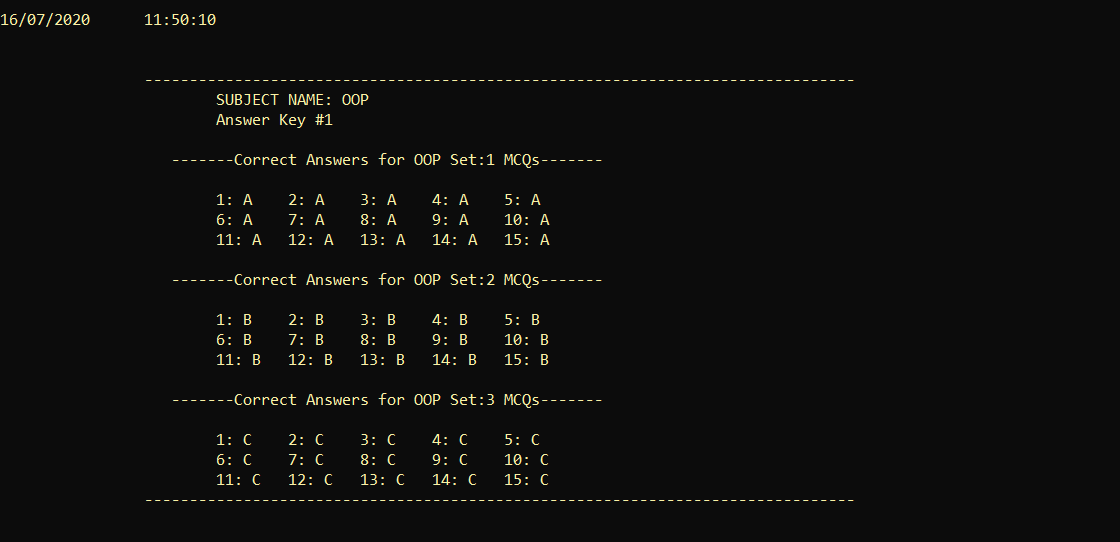 16/07/2020      11:50:10
-------------------------------------------------------------------------------
SUBJECT NAME: OOP
Answer Key #1
-------Correct Answers for OOP Set:1 MCQs-------
1: A    2: A    3: A    4: A    5: A
6: A    7: A    8: A    9: A    10: A
11: A   12: A   13: A   14: A   15: A
-------Correct Answers for OOP Set:2 MCQs-------
1: B    2: B    3: B    4: B    5: B
6: B    7: B    8: B    9: B    10: B
11: B   12: B   13: B   14: B   15: B
-------Correct Answers for OOP Set:3 MCQs-------
1: C    2: C    3: C    4: C    5: C
6: C    7: C    8: C    9: C    10: C
11: C   12: C   13: C   14: C   15: C
-------------------------------------------------------------------------------